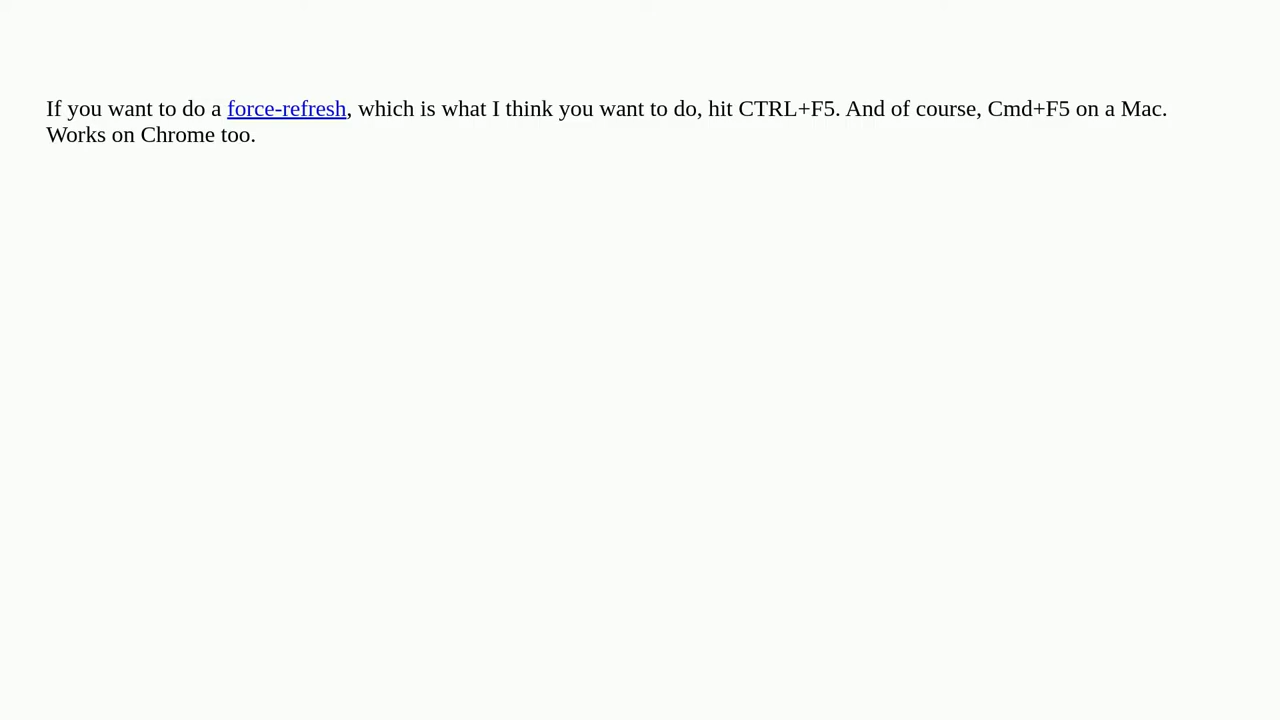 If you want to do a force-refresh, which is what I think you want to do, hit CTRL+F5. And of course, Cmd+F5 on a Mac.
Works on Chrome too.